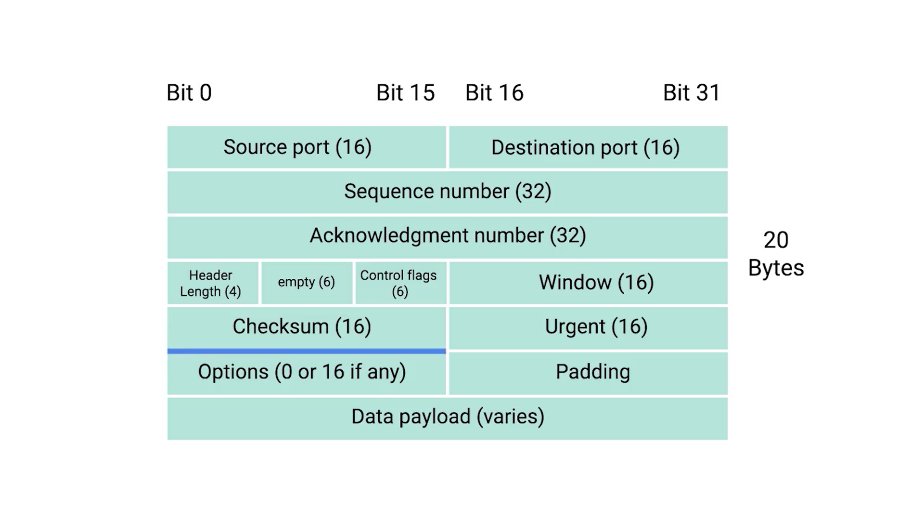 Bit 0
Bit 15
Bit 16
Bit 31
Source port (16)
Destination port (16)
Sequence number (32)
Acknowledgment number (32)
20
Bytes
Header
Length (4)
empty (6)
Control flags
(6)
Window (16)
Checksum (16)
Urgent (16)
Options (0 or 16 if any)
Padding
Data payload (varies)